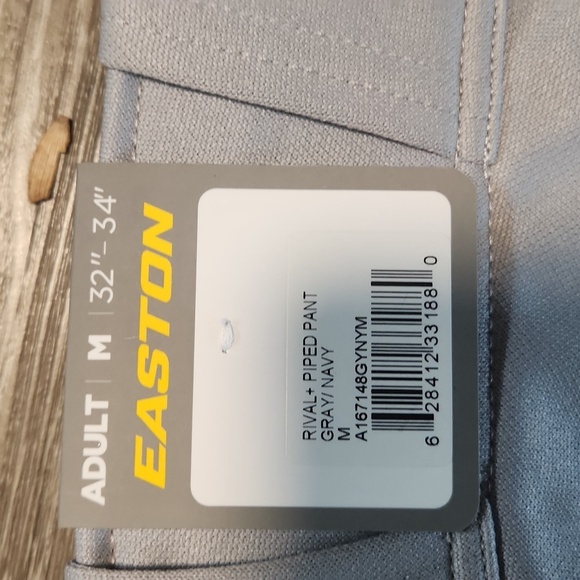 ADULT | M | 32"-34"
EASTON
RIVAL+ PIPED PANT
GRAY/ NAVY
M
A167148GYNYM
6 28412 33188 0